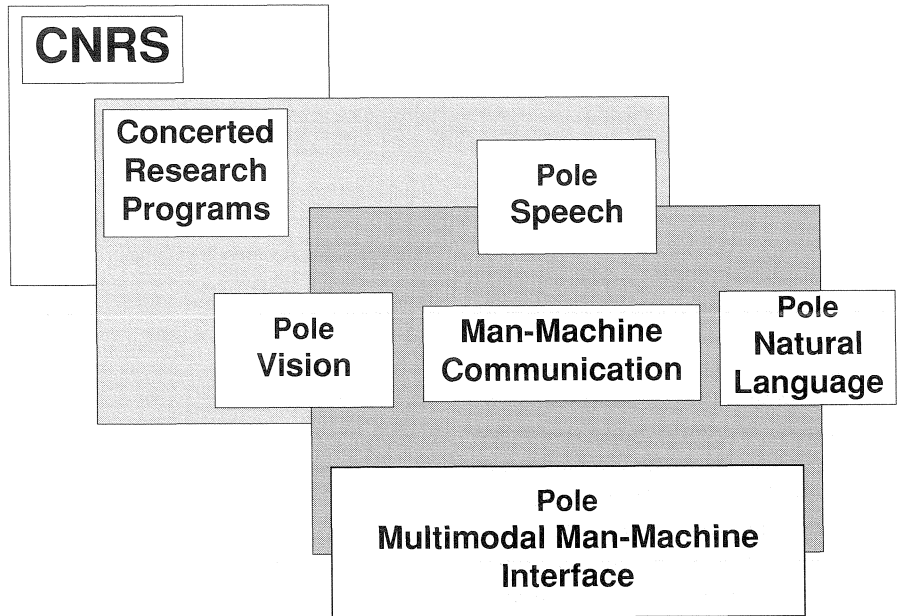 CNRS
Concerted
Research
Programs
Pole
Speech
Pole
Vision
Man-Machine
Communication
Pole
Natural
Language
Pole
Multimodal Man-Machine
Interface